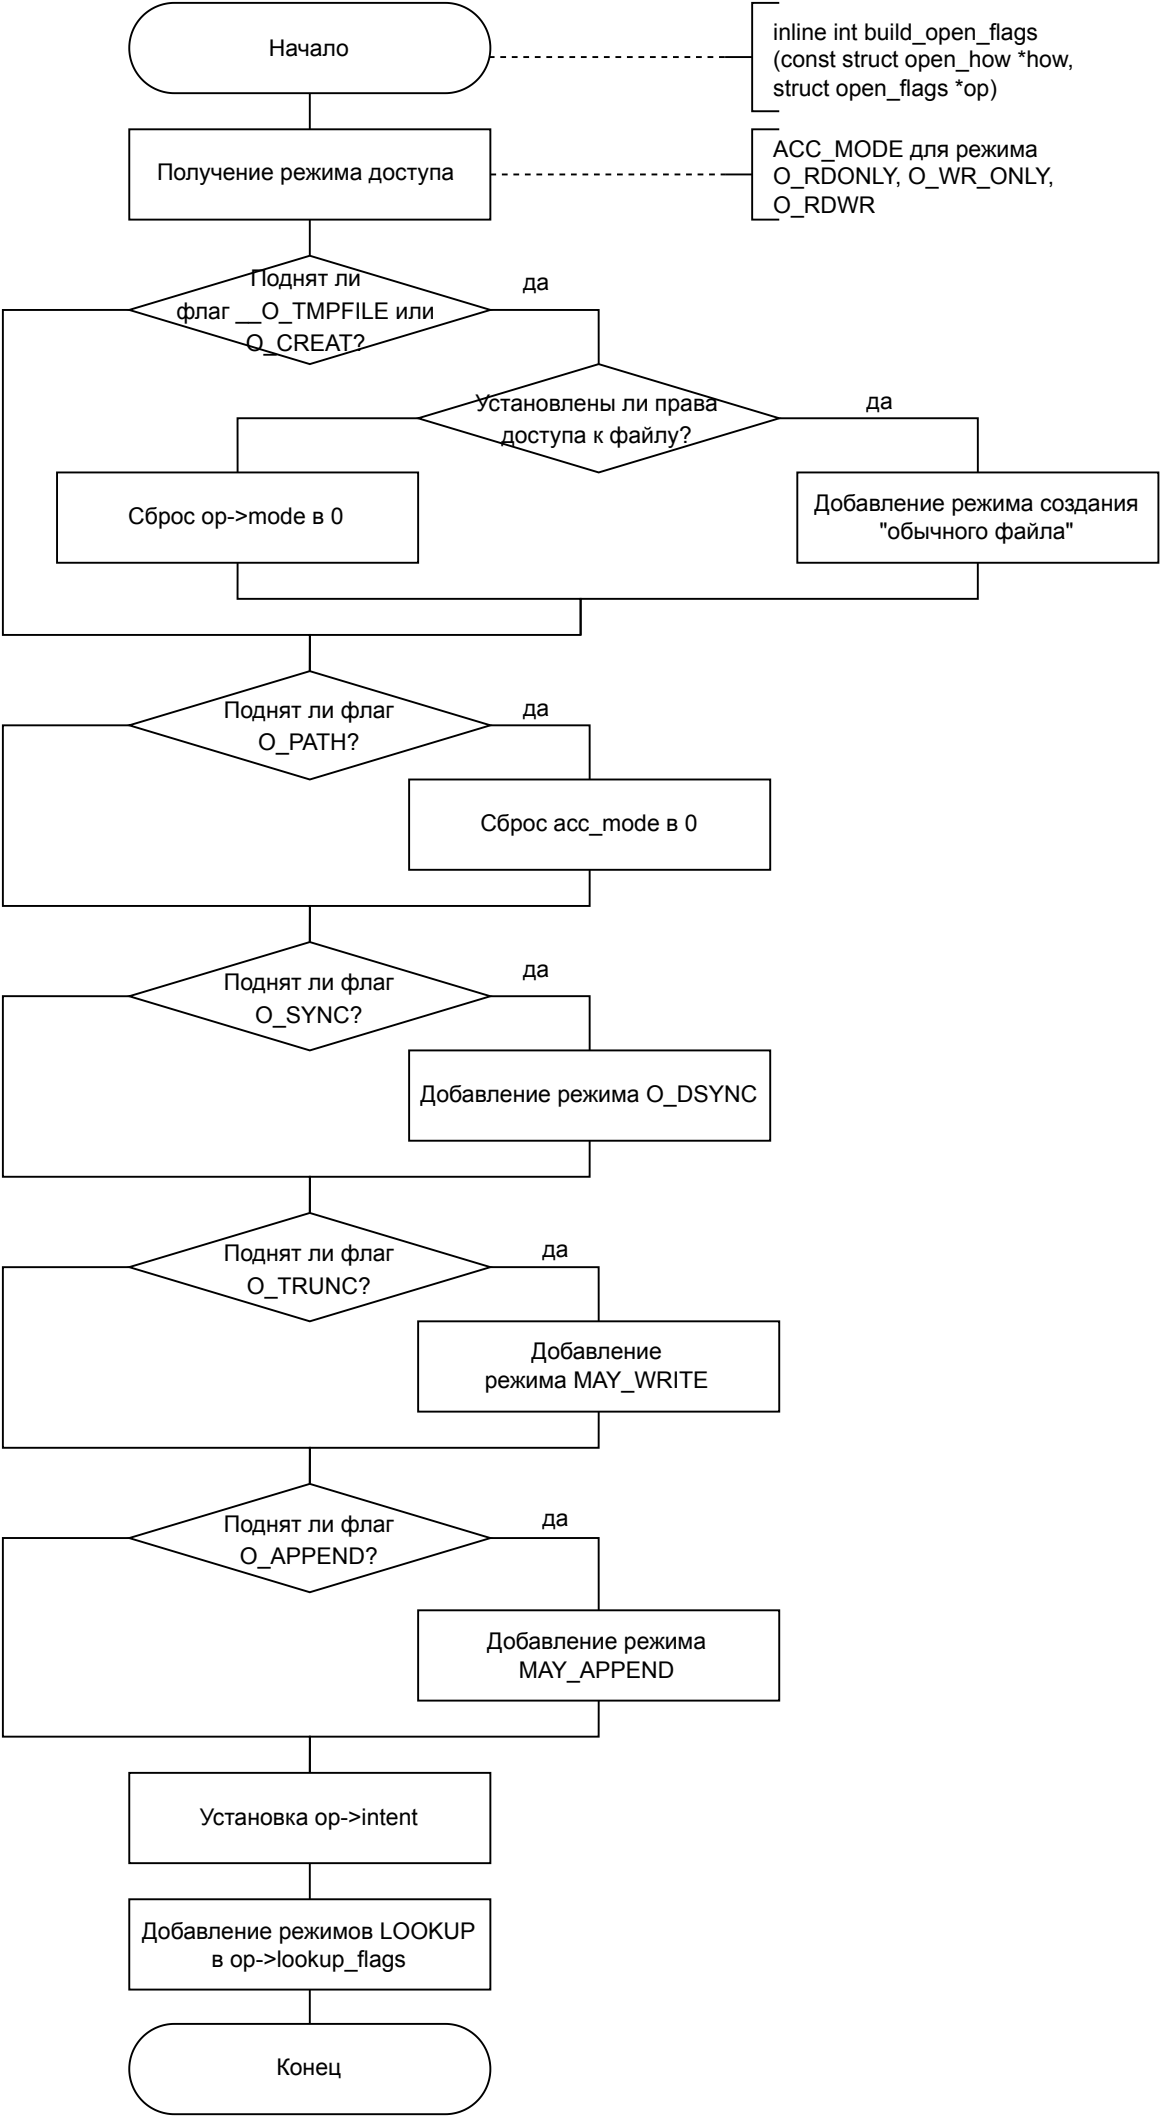 Начало
inline int build_open_flags
(const struct open_how *how,
struct open_flags *op)
Получение режима доступа
ACC_MODE для режима
O_RDONLY, O_WR_ONLY,
O_RDWR
Поднят ли
флаг __O_TMPFILE или
O_CREAT?
да
Установлены ли права
доступа к файлу?
да
Сброс op->mode в 0
Добавление режима создания
"обычного файла"
Поднят ли флаг
O_PATH?
да
Сброс acc_mode в 0
Поднят ли флаг
O_SYNC?
да
Добавление режима O_DSYNC
Поднят ли флаг
O_TRUNC?
да
Добавление
режима MAY_WRITE
Поднят ли флаг
O_APPEND?
да
Добавление режима
MAY_APPEND
Установка op->intent
Добавление режимов LOOKUP
в op->lookup_flags
Конец